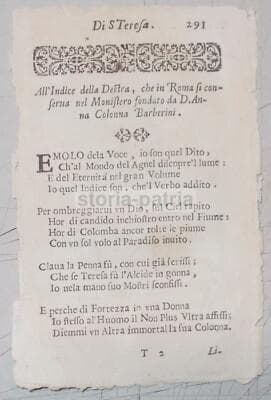 Di S Teresa.
291
All'Indice della Destra, che in Roma si con-
serua nel Monistero fondato da D. An-
na Colonna Barberini.
EMOLO dela Voce, io son quel Dito,
Ch'al Mondo del Agnel discopre'l lume:
E del Eternità nel gran Volume
Io quel Indice son, che'l Verbo addito.
storia-patria
Per ombreggiarui vn Dio, sul Ciel rapito
Hor di candido inchiostro entro nel Fiume:
Hor di Colomba ancor tolte le piume
Con vn sol volo al Paradiso inuito.
Claua la Penna fù, con cui già scrissi;
Che se Teresa fù l'Alcide in gonna,
Io nela mano suo Mostri sconfissi.
E perche di Fortezza in vna Donna
Io stesso al'Huomo il Non Plus Vltra affissi;
Diemmi vn Altra immortal la sua Colonna.
T 2
Li-